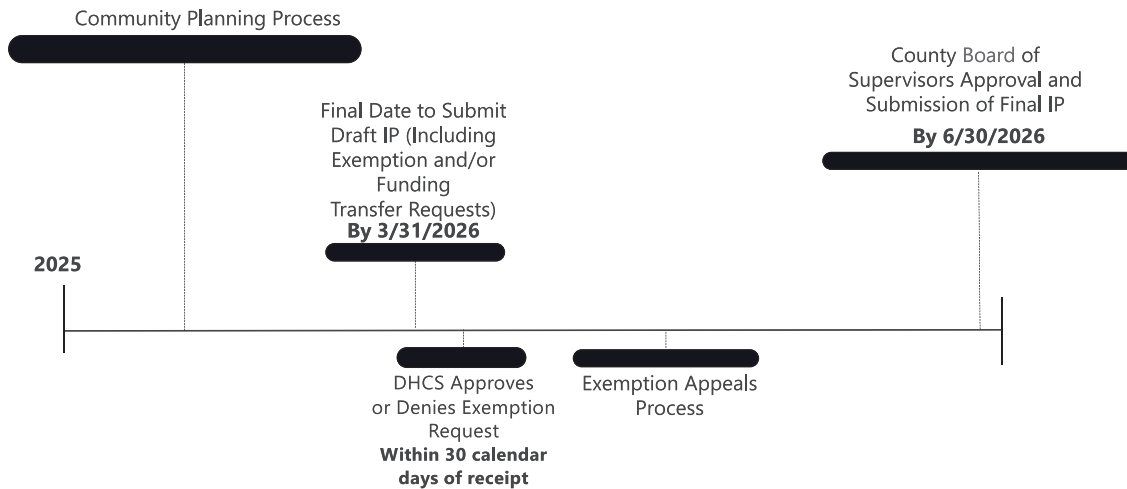 Community Planning Process
County Board of
Supervisors Approval and
Submission of Final IP
By 6/30/2026
Final Date to Submit
Draft IP (Including
Exemption and/or
Funding
Transfer Requests)
By 3/31/2026
2025
DHCS Approves
or Denies Exemption
Request
Within 30 calendar
days of receipt
Exemption Appeals
Process